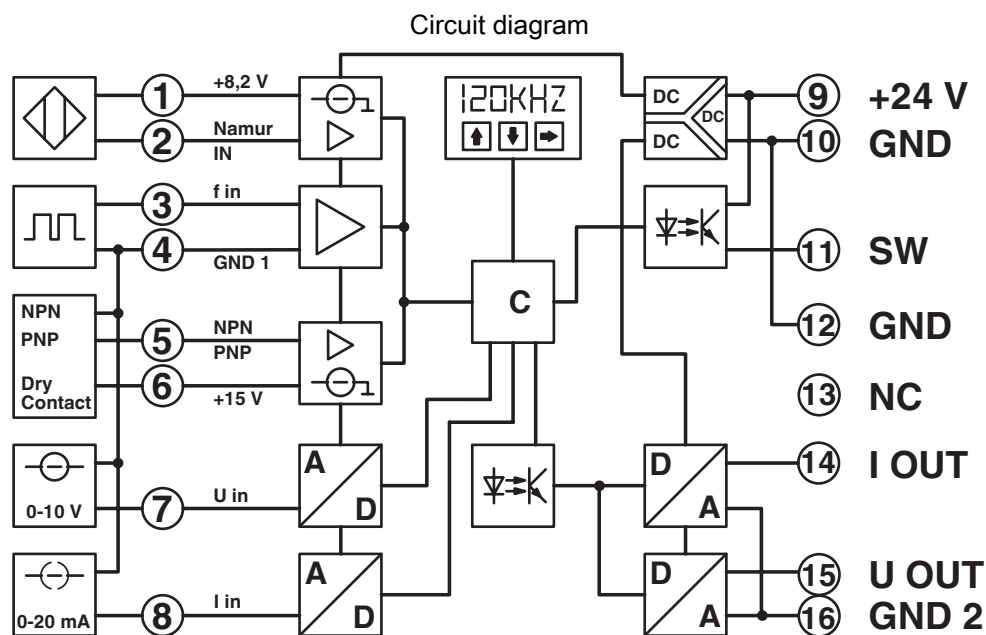 Circuit diagram
1
+8,2 V
2
Namur
IN
3
f in
4
GND 1
NPN
PNP
Dry
Contact
5
NPN
PNP
6
+15 V
0-10 V
7
U in
0-20 mA
8
I in
A
D
A
D
120KHZ
C
DC
DC
DC
D
A
D
A
9
+24 V
10
GND
11
SW
12
GND
13
NC
14
I OUT
15
U OUT
16
GND 2